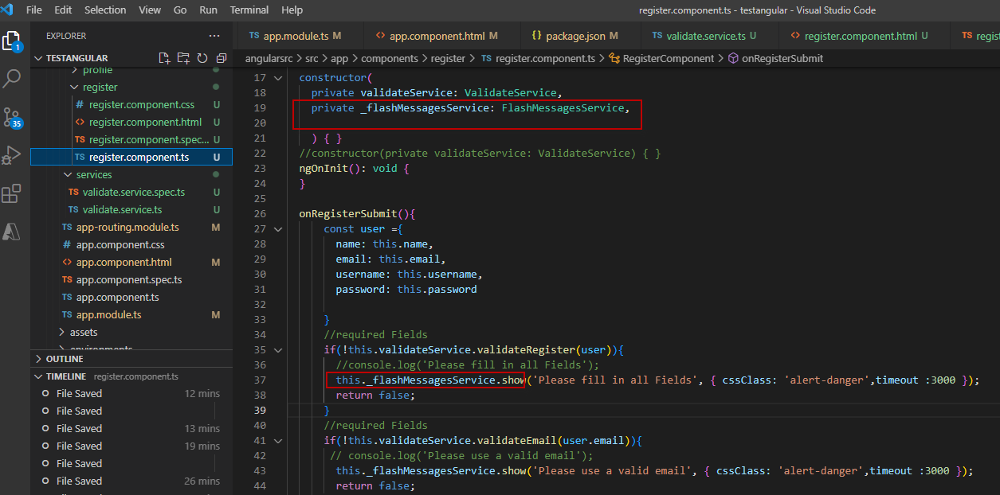 File Edit Selection View Go Run Terminal Help register.component.ts - testangular - Visual Studio Code
EXPLORER ...
TS app.module.ts M <> app.component.html M {} package.json M TS validate.service.ts U <> register.component.html U TS regist
TESTANGULAR
angularsrc > src > app > components > register > TS register.component.ts > RegisterComponent > onRegisterSubmit
1
35
> profile
register
# register.component.css U
<> register.component.html U
TS register.component.spec... U
TS register.component.ts U
services
TS validate.service.spec.ts U
TS validate.service.ts U
TS app-routing.module.ts M
# app.component.css
<> app.component.html M
TS app.component.spec.ts
TS app.component.ts
TS app.module.ts M
> assets
environments
> OUTLINE
TIMELINE register.component.ts
File Saved 12 mins
File Saved
File Saved 13 mins
File Saved 19 mins
File Saved
File Saved 26 mins
17 constructor(
18 private validateService: ValidateService,
19 private _flashMessagesService: FlashMessagesService,
20
21 ) { }
22 //constructor(private validateService: ValidateService) { }
23 ngOnInit(): void {
24 }
25
26 onRegisterSubmit(){
27 const user ={
28 name: this.name,
29 email: this.email,
30 username: this.username,
31 password: this.password
32
33 }
34 //required Fields
35 if(!this.validateService.validateRegister(user)){
36 //console.log('Please fill in all Fields');
37 this._flashMessagesService.show('Please fill in all Fields', { cssClass: 'alert-danger',timeout :3000 });
38 return false;
39 }
40 //required Fields
41 if(!this.validateService.validateEmail(user.email)){
42 // console.log('Please use a valid email');
43 this._flashMessagesService.show('Please use a valid email', { cssClass: 'alert-danger',timeout :3000 });
44 return false;